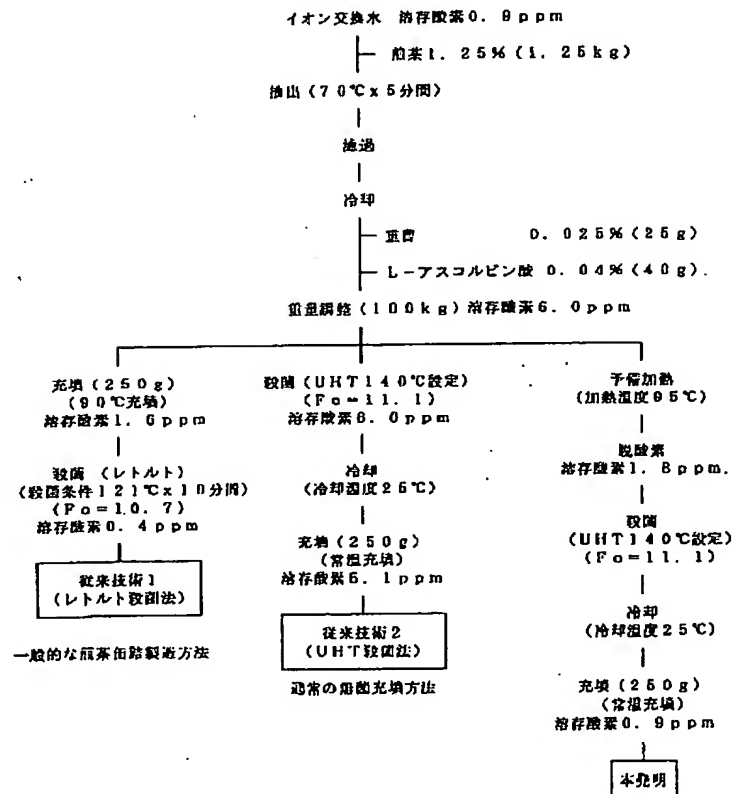 イオン交換水 溶存酸素0.9ppm
煎茶1.25%(1.25kg)
抽出(70℃x5分間)
濾過
冷却
重曹 0.025%(25g)
L-アスコルビン酸 0.04%(40g).
重量調整(100kg)溶存酸素6.0ppm
充填(250g)
(90℃充填)
溶存酸素1.6ppm
殺菌 (レトルト)
(殺菌条件121℃x10分間)
(Fo=10.7)
溶存酸素0.4ppm
従来技術1
(レトルト殺菌法)
一般的な煎茶缶詰製造方法
殺菌(UHT140℃設定)
(Fo=11.1)
溶存酸素6.0ppm
冷却
(冷却温度25℃)
充填(250g)
(常温充填)
溶存酸素6.1ppm
従来技術2
(UHT殺菌法)
通常の無菌充填方法
予備加熱
(加熱温度95℃)
脱酸素
溶存酸素1.8ppm.
殺菌
(UHT140℃設定)
(Fo=11.1)
冷却
(冷却温度25℃)
充填(250g)
(常温充填)
溶存酸素0.9ppm
本発明